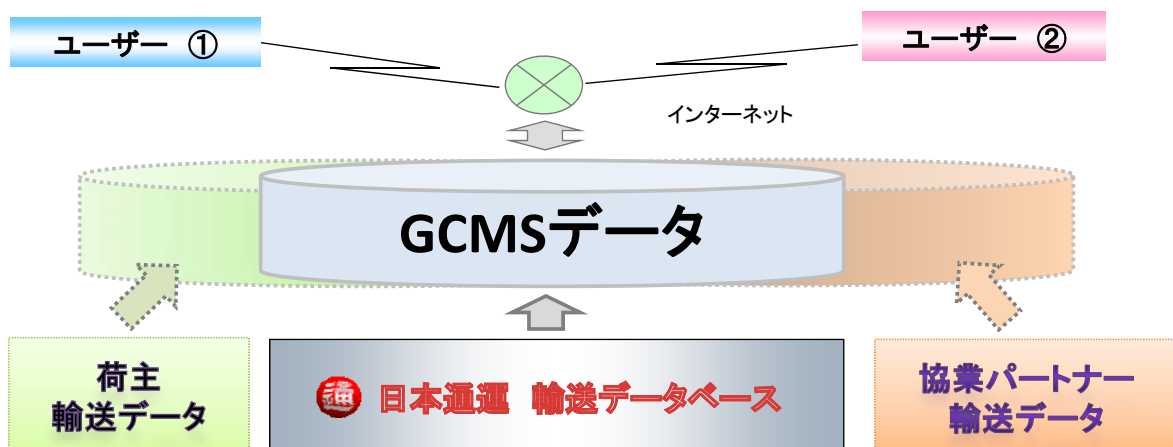 ユーザー ①
ユーザー ②
インターネット
GCMSデータ
荷主
輸送データ
通 日本通運 輸送データベース
協業パートナー
輸送データ